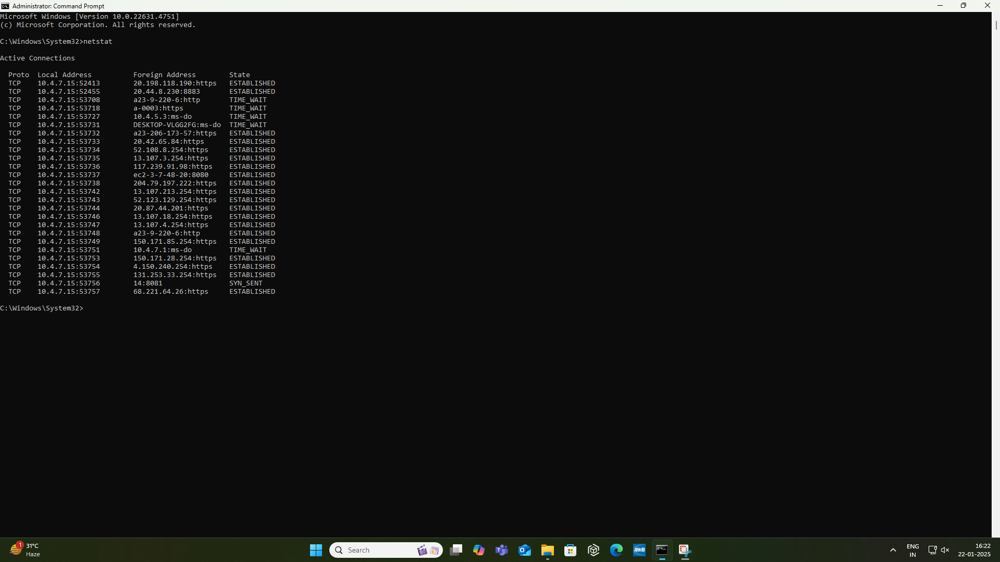 Administrator: Command Prompt
Microsoft Windows [Version 10.0.22631.4751]
(c) Microsoft Corporation. All rights reserved.
C:\Windows\System32>netstat
Active Connections
Proto Local Address Foreign Address State
TCP 10.4.7.15:52413 20.198.118.190:https ESTABLISHED
TCP 10.4.7.15:52455 20.44.8.230:8883 ESTABLISHED
TCP 10.4.7.15:53708 a23-9-220-6:http TIME_WAIT
TCP 10.4.7.15:53718 a-0003:https TIME_WAIT
TCP 10.4.7.15:53727 10.4.5.3:ms-do TIME_WAIT
TCP 10.4.7.15:53731 DESKTOP-VLGG2FG:ms-do TIME_WAIT
TCP 10.4.7.15:53732 a23-206-173-57:https ESTABLISHED
TCP 10.4.7.15:53733 20.42.65.84:https ESTABLISHED
TCP 10.4.7.15:53734 52.108.8.254:https ESTABLISHED
TCP 10.4.7.15:53735 13.107.3.254:https ESTABLISHED
TCP 10.4.7.15:53736 117.239.91.98:https ESTABLISHED
TCP 10.4.7.15:53737 ec2-3-7-48-20:8080 ESTABLISHED
TCP 10.4.7.15:53738 204.79.197.222:https ESTABLISHED
TCP 10.4.7.15:53742 13.107.213.254:https ESTABLISHED
TCP 10.4.7.15:53743 52.123.129.254:https ESTABLISHED
TCP 10.4.7.15:53744 20.87.44.201:https ESTABLISHED
TCP 10.4.7.15:53746 13.107.18.254:https ESTABLISHED
TCP 10.4.7.15:53747 13.107.4.254:https ESTABLISHED
TCP 10.4.7.15:53748 a23-9-220-6:http ESTABLISHED
TCP 10.4.7.15:53749 150.171.85.254:https ESTABLISHED
TCP 10.4.7.15:53751 10.4.7.1:ms-do TIME_WAIT
TCP 10.4.7.15:53753 150.171.28.254:https ESTABLISHED
TCP 10.4.7.15:53754 4.150.240.254:https ESTABLISHED
TCP 10.4.7.15:53755 131.253.33.254:https ESTABLISHED
TCP 10.4.7.15:53756 14:8081 SYN_SENT
TCP 10.4.7.15:53757 68.221.64.26:https ESTABLISHED
C:\Windows\System32>
1
31°C
Haze
Search
AWR
ENG
IN
16:22
22-01-2025